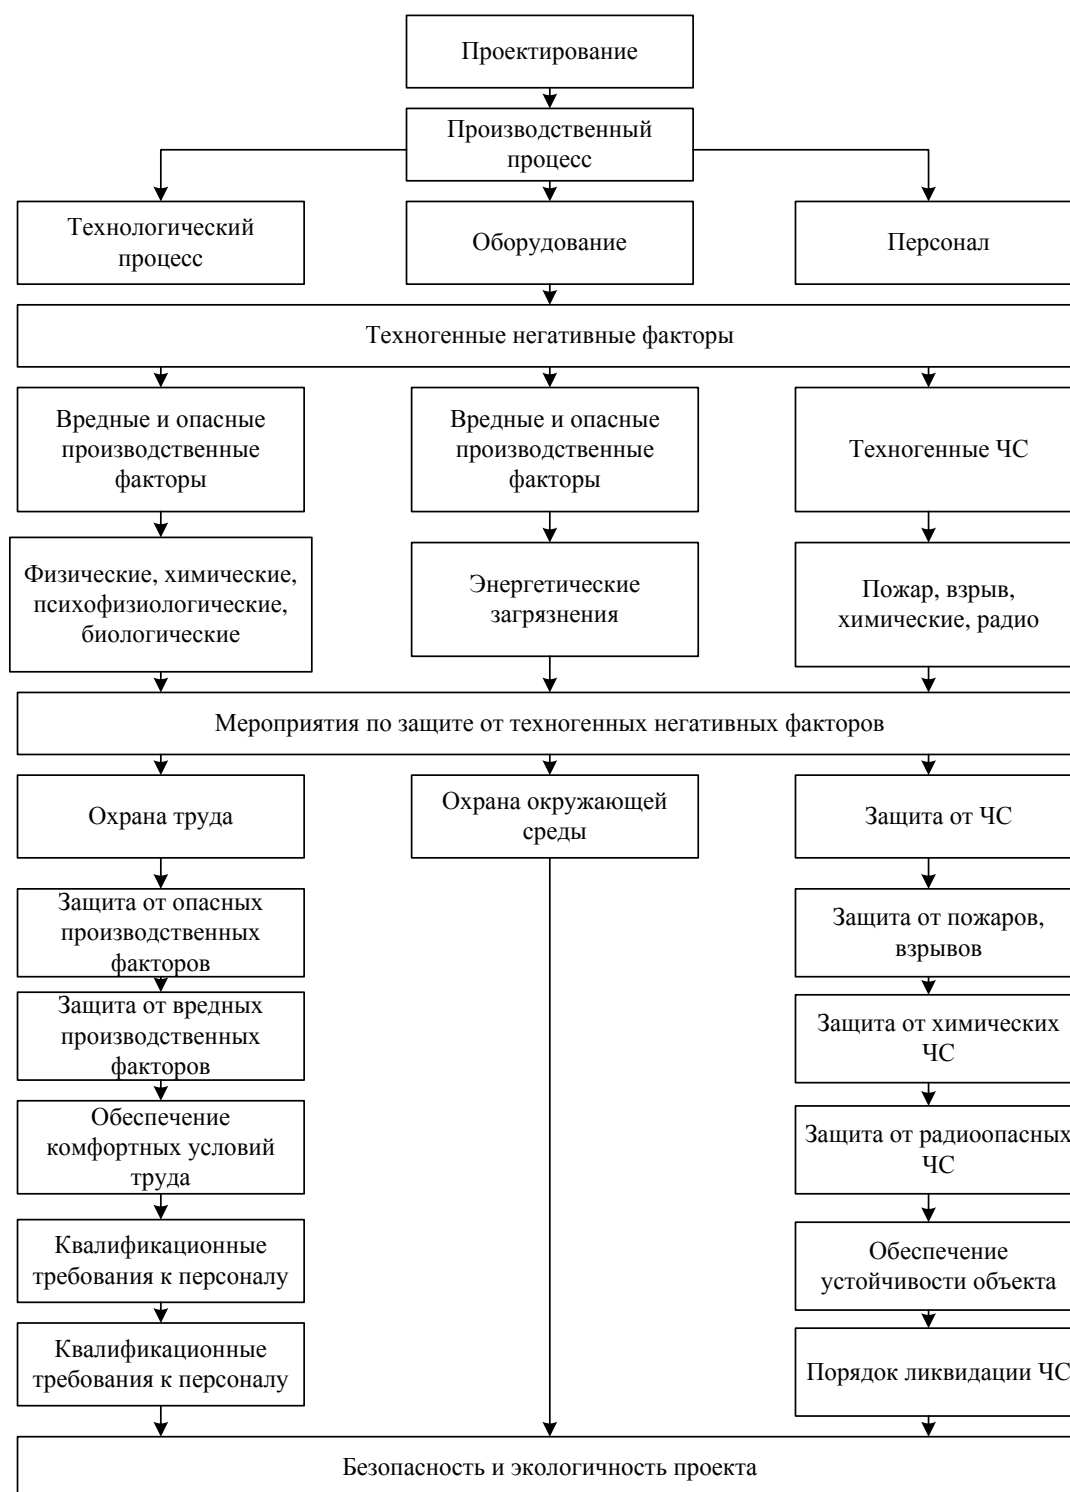 Проектирование
Производственный
процесс
Технологический
процесс
Оборудование
Персонал
Техногенные негативные факторы
Вредные и опасные
производственные
факторы
Вредные и опасные
производственные
факторы
Техногенные ЧС
Физические, химические,
психофизиологические,
биологические
Энергетические
загрязнения
Пожар, взрыв,
химические, радио
Мероприятия по защите от техногенных негативных факторов
Охрана труда
Охрана окружающей
среды
Защита от ЧС
Защита от опасных
производственных
факторов
Защита от пожаров,
взрывов
Защита от вредных
производственных
факторов
Защита от химических
ЧС
Обеспечение
комфортных условий
труда
Защита от радиоопасных
ЧС
Квалификационные
требования к персоналу
Обеспечение
устойчивости объекта
Квалификационные
требования к персоналу
Порядок ликвидации ЧС
Безопасность и экологичность проекта